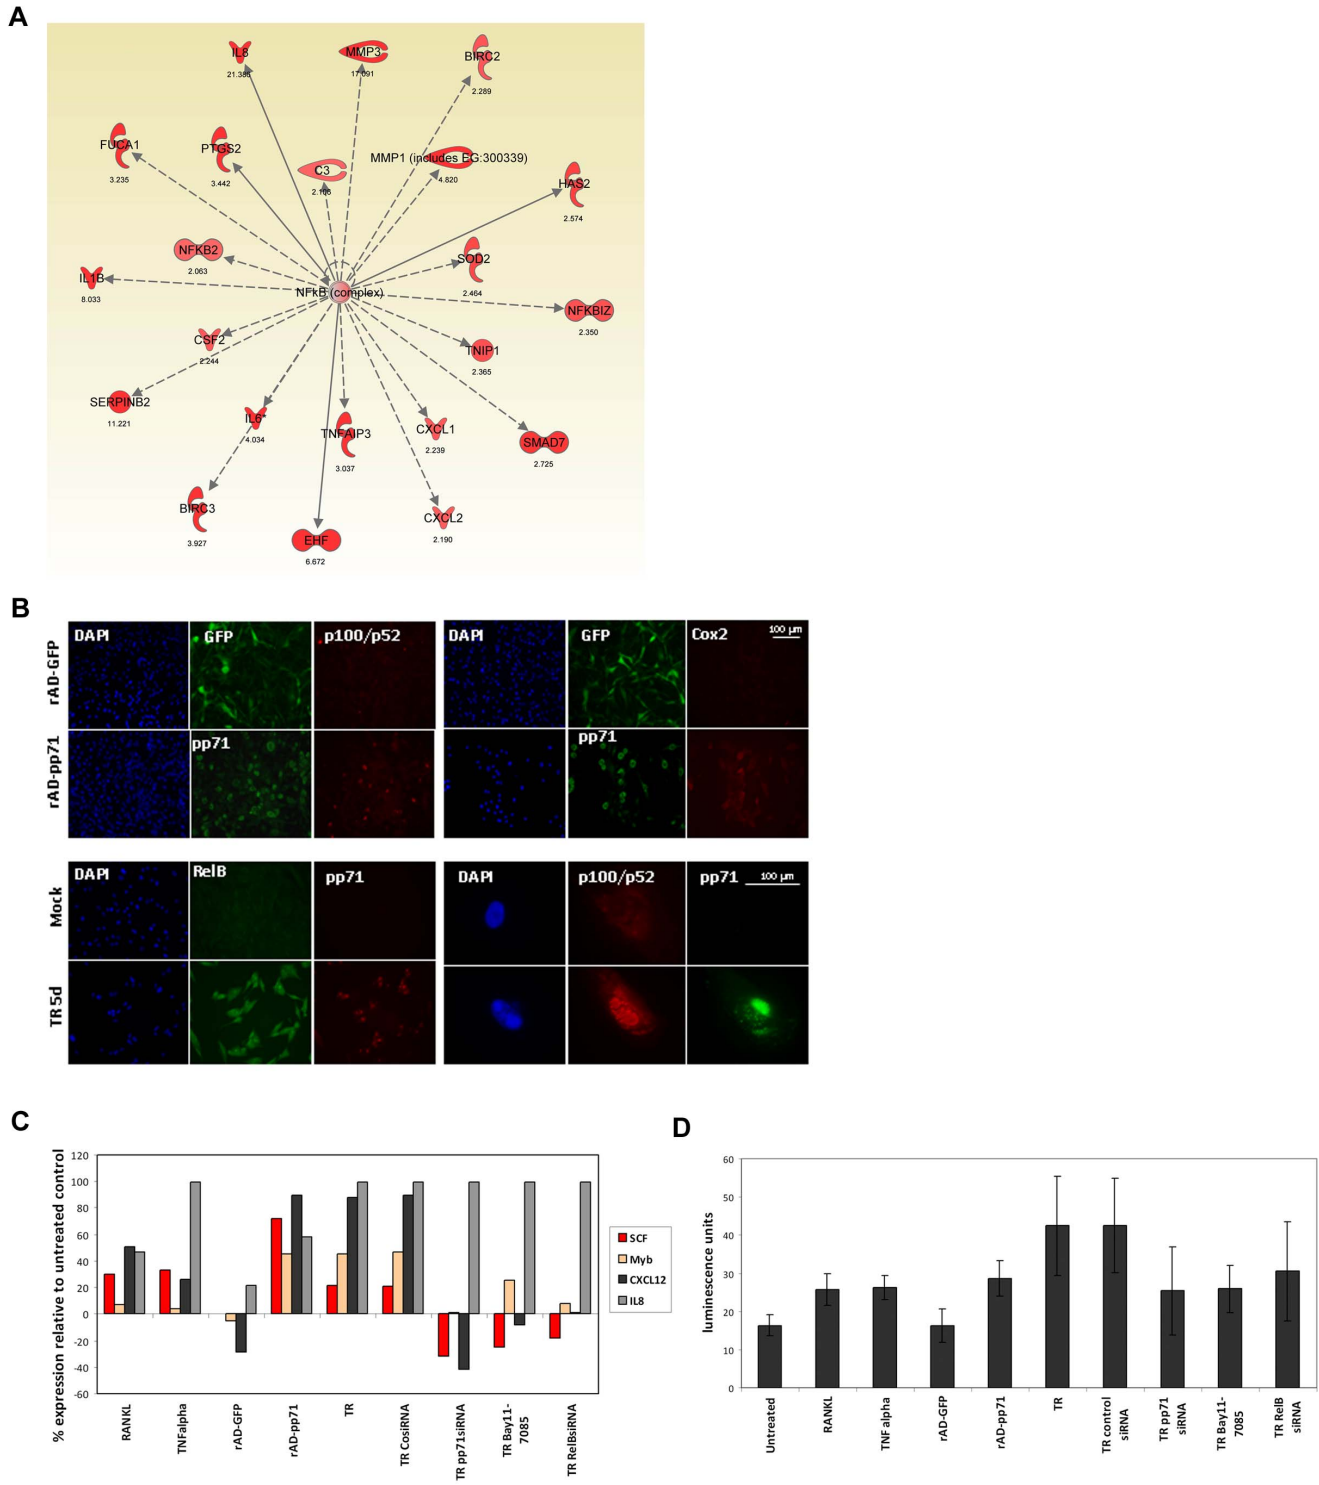 A
IL8
21.386
MMP3
17.091
BIRC2
2.289
FUCA1
3.235
PTGS2
3.442
C3
MMP1 (includes EG:300339)
4.820
HAS2
2.574
NFKB2
2.063
SOD2
2.464
IL1B
8.033
NFkB (complex)
NFKBIZ
2.350
CSF2
2.244
TNIP1
2.365
SERPINB2
11.221
IL6*
4.034
TNFAIP3
3.037
CXCL1
2.239
SMAD7
2.725
BIRC3
3.927
CXCL2
2.190
EHF
6.672
B
rAD-GFP
DAPI
GFP
p100/p52
DAPI
GFP
Cox2
100 µm
rAD-pp71
pp71
pp71
Mock
DAPI
RelB
pp71
DAPI
p100/p52
pp71
100 µm
TR5d
C
% expression relative to untreated control
120
100
80
60
40
20
0
-20
-40
-60
RANKL
TNFalpha
rAD-GFP
rAD-pp71
TR
TR CosiRNA
TR pp71siRNA
TR Bay11-
7085
TR RelBsiRNA
SCF
Myb
CXCL12
IL8
D
luminescence units
60
50
40
30
20
10
0
Untreated
RANKL
TNF alpha
rAD-GFP
rAD-pp71
TR
TR control
siRNA
TR pp71
siRNA
TR Bay11-
7085
TR RelB
siRNA